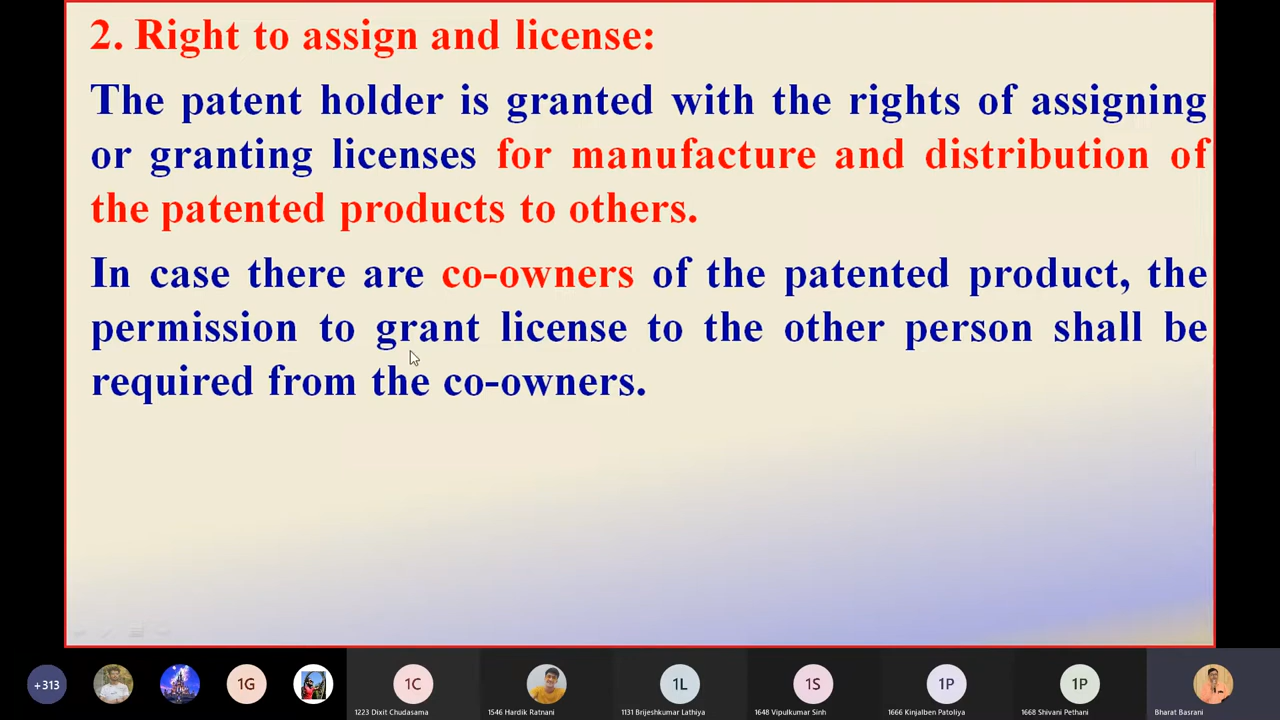 2. Right to assign and license:
The patent holder is granted with the rights of assigning
or granting licenses for manufacture and distribution of
the patented products to others.
In case there are co-owners of the patented product, the
permission to grant license to the other person shall be
required from the co-owners.
+313
1G
1C
1L
1S
1P
1P
1223 Dixit Chudasama
1546 Hardik Ratnani
1131 Brijeshkumar Lathiya
1648 Vipulkumar Sinh
1666 Kinjalben Patoliya
1668 Shivani Pethani
Bharat Basrani